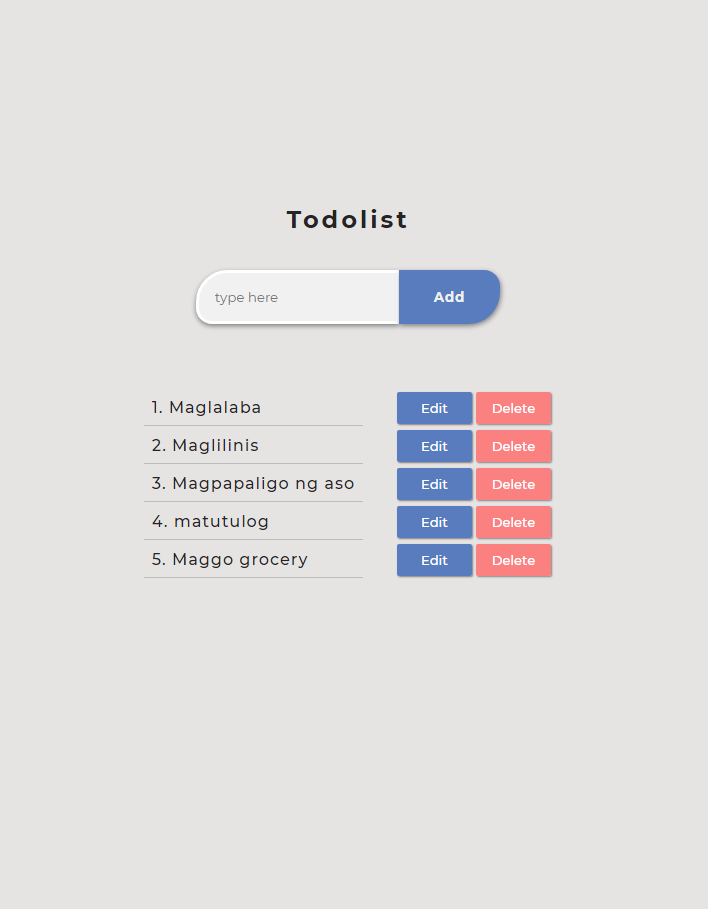 Todolist
type here Add
1. Maglalaba Edit Delete
2. Maglilinis Edit Delete
3. Magpapaligo ng aso Edit Delete
4. matutulog Edit Delete
5. Maggo grocery Edit Delete